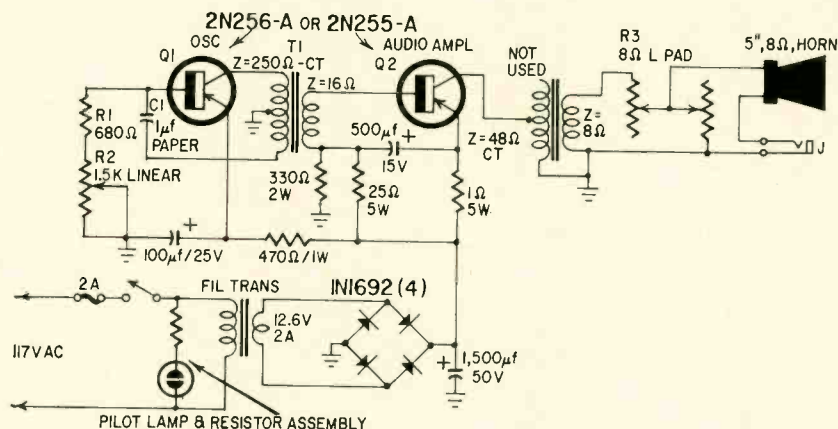 2N256-A OR 2N255-A
Q1
OSC
T1
Z=250Ω-CT
Q2
AUDIO AMPL
Z=16Ω
NOT
USED
R3
8Ω L PAD
5", 8Ω, HORN
R1
680Ω
C1
1μf
PAPER
R2
1.5K LINEAR
500μf +
15V
Z=48Ω
CT
Z=
8Ω
J
330Ω
2W
25Ω
5W
1Ω
5W
+
100μf/25V
470Ω/1W
2A
FIL TRANS
1N1692 (4)
12.6V
2A
117V AC
+
1,500μf
50V
PILOT LAMP & RESISTOR ASSEMBLY